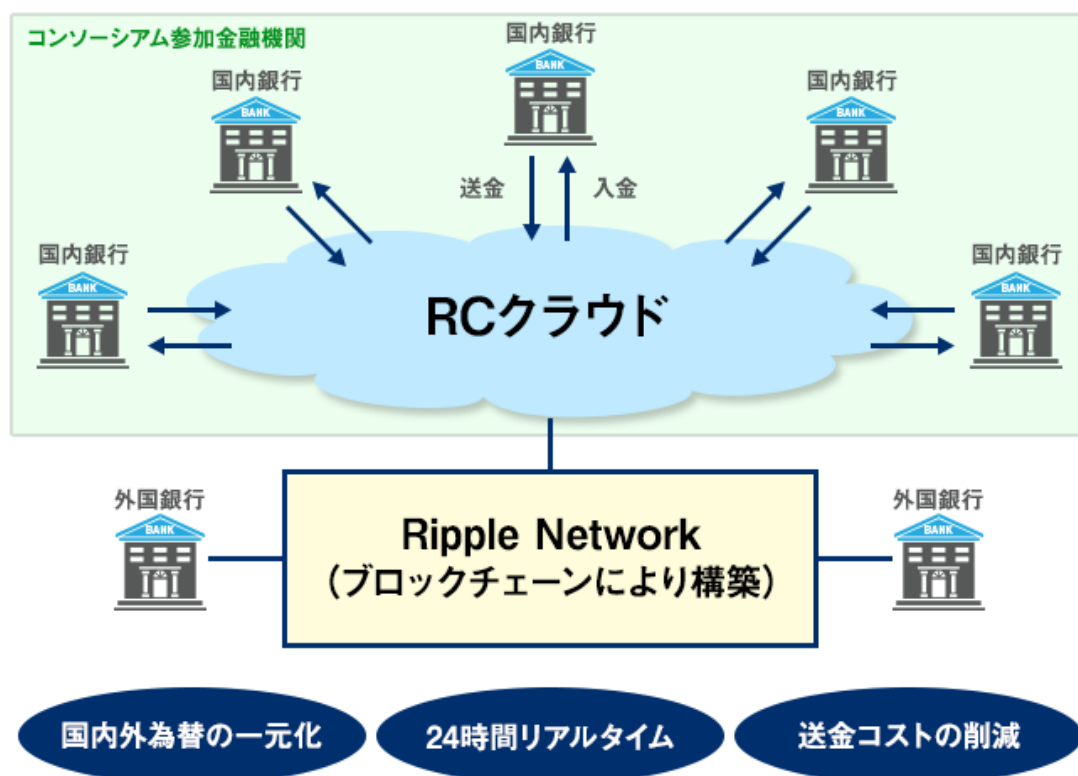 コンソーシアム参加金融機関
国内銀行
BANK
国内銀行
BANK
国内銀行
BANK
送金
入金
国内銀行
BANK
国内銀行
BANK
RCクラウド
外国銀行
BANK
Ripple Network
（ブロックチェーンにより構築）
外国銀行
BANK
国内外為替の一元化
24時間リアルタイム
送金コストの削減